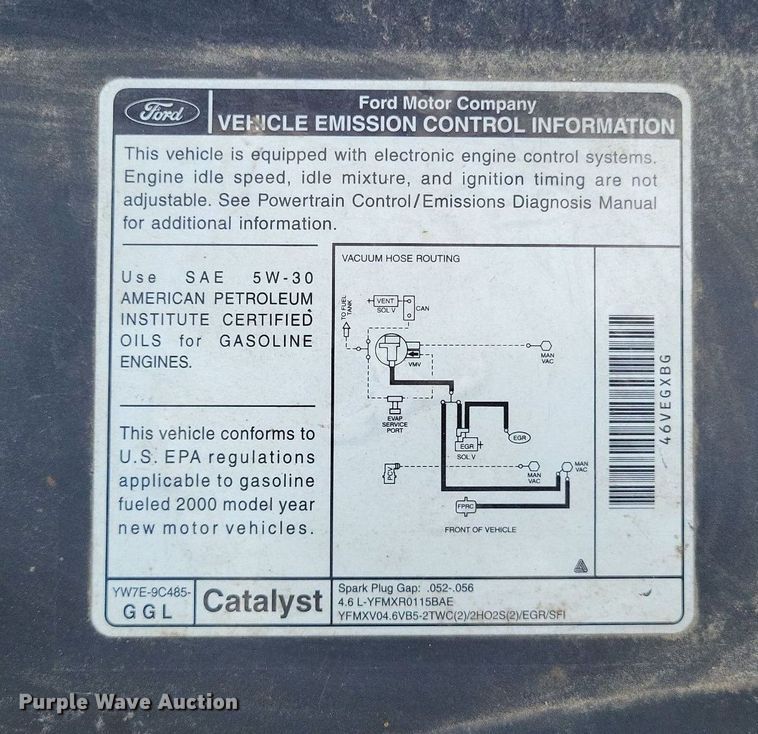 Ford
Ford Motor Company
VEHICLE EMISSION CONTROL INFORMATION
This vehicle is equipped with electronic engine control systems.
Engine idle speed, idle mixture, and ignition timing are not
adjustable. See Powertrain Control/Emissions Diagnosis Manual
for additional information.
Use SAE 5W-30
AMERICAN PETROLEUM
INSTITUTE CERTIFIED
OILS for GASOLINE
ENGINES.
This vehicle conforms to
U.S. EPA regulations
applicable to gasoline
fueled 2000 model year
new motor vehicles.
VACUUM HOSE ROUTING
TO FUEL
TANK
VENT
SOL V
CAN
VMV
MAN
VAC
EVAP
SERVICE
PORT
EGR
SOL V
EGR
PCV
MAN
VAC
MAN
VAC
FPRC
FRONT OF VEHICLE
46VEGXBG
YW7E-9C485-
GGL
Catalyst
Spark Plug Gap: .052-.056
4.6 L-YFMXR0115BAE
YFMXV04.6VB5-2TWC(2)/2HO2S(2)/EGR/SFI
Purple Wave Auction